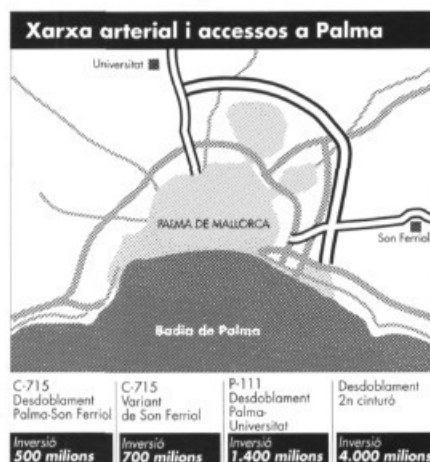 Xarxa arterial i accessos a Palma
Universitat
PALMA DE MALLORCA
Son Ferriol
Badia de Palma
C-715
Desdoblament
Palma-Son Ferriol
Inversió
500 milions
C-715
Variant
de Son Ferriol
Inversió
700 milions
P-111
Desdoblament
Palma-
Universitat
Inversió
1.400 milions
Desdoblament
2n cinturó
Inversió
4.000 milions